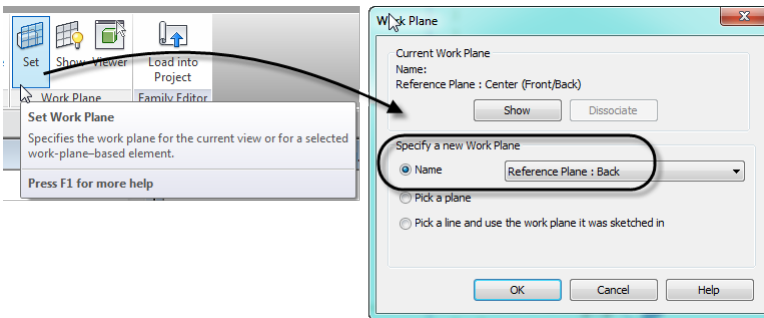 Set Show Viewer Load into
Project
Work Plane Family Editor
Set Work Plane
Specifies the work plane for the current view or for a selected
work-plane–based element.
Press F1 for more help
Work Plane
Current Work Plane
Name:
Reference Plane : Center (Front/Back)
Show Dissociate
Specify a new Work Plane
Name Reference Plane : Back
Pick a plane
Pick a line and use the work plane it was sketched in
OK Cancel Help